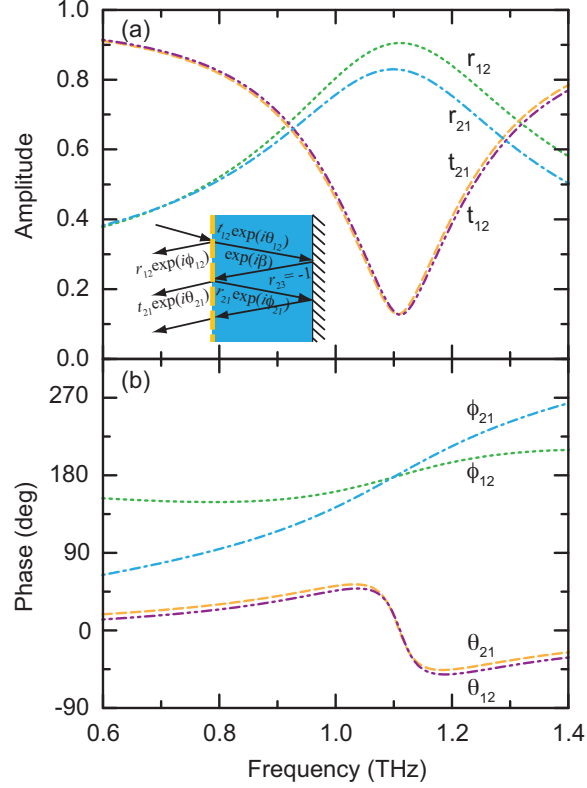 (a)
1.0
0.8
0.6
0.4
0.2
0.0
Amplitude
r₁₂
r₂₁
t₂₁
t₁₂
t₁₂exp(iθ₁₂)
r₁₂exp(iϕ₁₂)
exp(iβ)
r₂₃= -1
t₂₁exp(iθ₂₁)
r₂₁exp(iϕ₂₁)
(b)
270
180
90
0
-90
Phase (deg)
ϕ₂₁
ϕ₁₂
θ₂₁
θ₁₂
0.6 0.8 1.0 1.2 1.4
Frequency (THz)